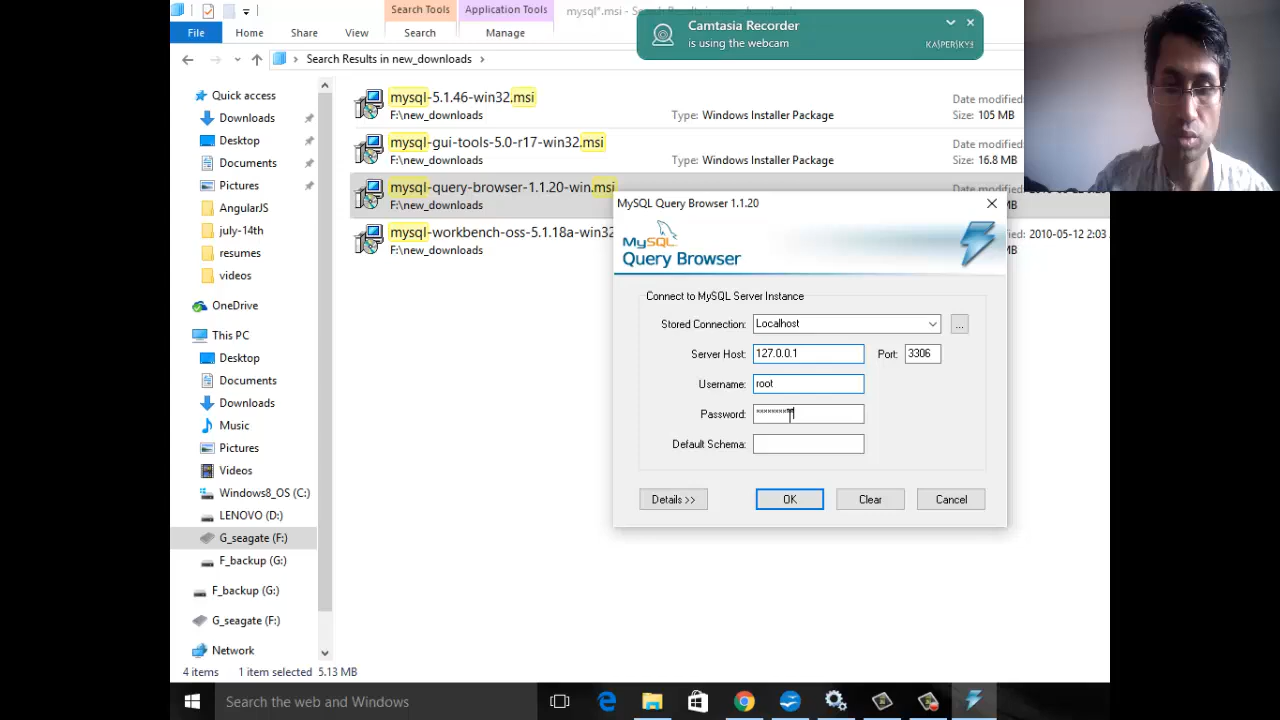 Search Tools
Application Tools
mysql*.msi - Search Results in new_downloads
File
Home
Share
View
Search
Manage
Camtasia Recorder
is using the webcam
KASPERSKY
Search Results in new_downloads
Quick access
Downloads
Desktop
Documents
Pictures
AngularJS
july-14th
resumes
videos
OneDrive
This PC
Desktop
Documents
Downloads
Music
Pictures
Videos
Windows8_OS (C:)
LENOVO (D:)
G_seagate (F:)
F_backup (G:)
F_backup (G:)
G_seagate (F:)
Network
mysql-5.1.46-win32.msi
F:\new_downloads
Type: Windows Installer Package
Date modified:
Size: 105 MB
mysql-gui-tools-5.0-r17-win32.msi
F:\new_downloads
Type: Windows Installer Package
Date modified:
Size: 16.8 MB
mysql-query-browser-1.1.20-win.msi
F:\new_downloads
mysql-workbench-oss-5.1.18a-win32
F:\new_downloads
2010-05-12 2:03
MB
MySQL Query Browser 1.1.20
MySQL
Query Browser
Connect to MySQL Server Instance
Stored Connection: Localhost ...
Server Host: 127.0.0.1 Port: 3306
Username: root
Password: **********
Default Schema:
Details >>
OK
Clear
Cancel
4 items 1 item selected 5.13 MB
Search the web and Windows